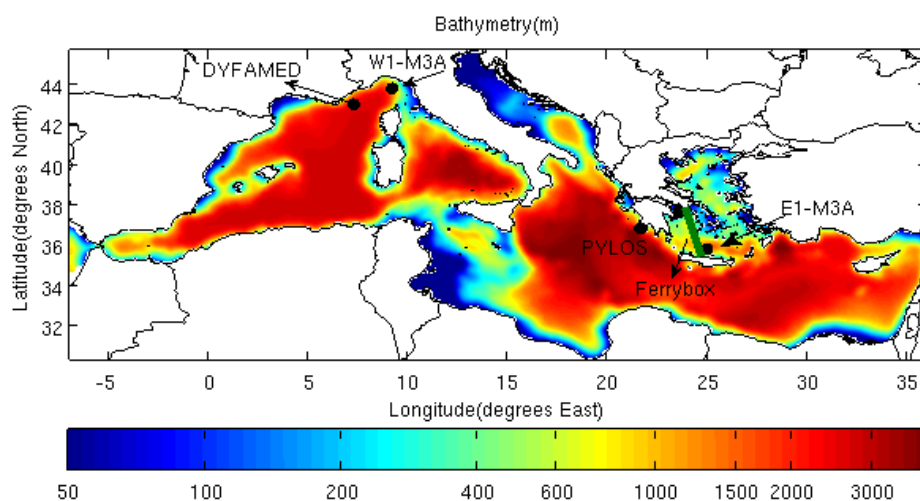 Bathymetry(m)
W1-M3A
DYFAMED
44
42
40
38
36
34
32
Latitude(degrees North)
E1-M3A
PYLOS
Ferrybox
-5 0 5 10 15 20 25 30 35
Longitude(degrees East)
50 100 200 400 600 1000 1500 2000 3000